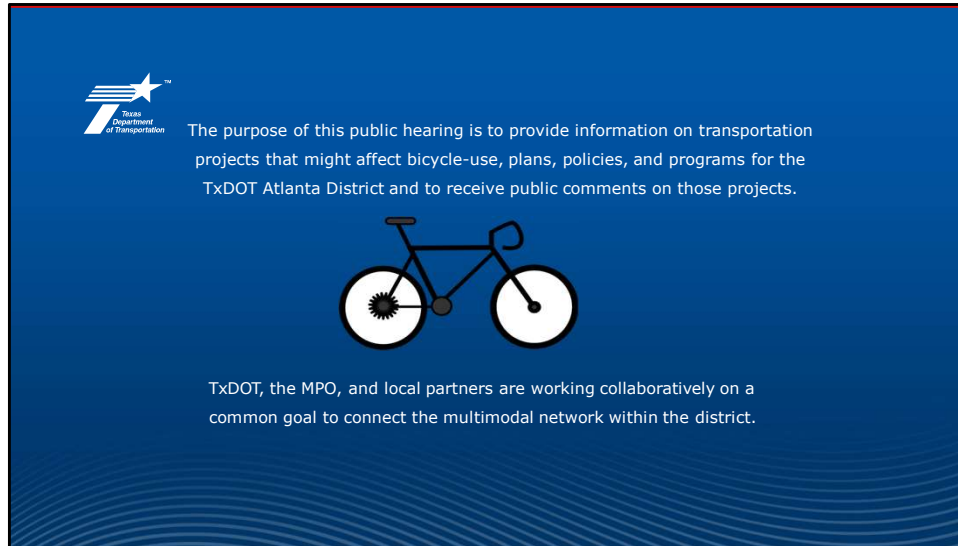 ™
Texas
Department
of Transportation
The purpose of this public hearing is to provide information on transportation
projects that might affect bicycle-use, plans, policies, and programs for the
TxDOT Atlanta District and to receive public comments on those projects.
TxDOT, the MPO, and local partners are working collaboratively on a
common goal to connect the multimodal network within the district.